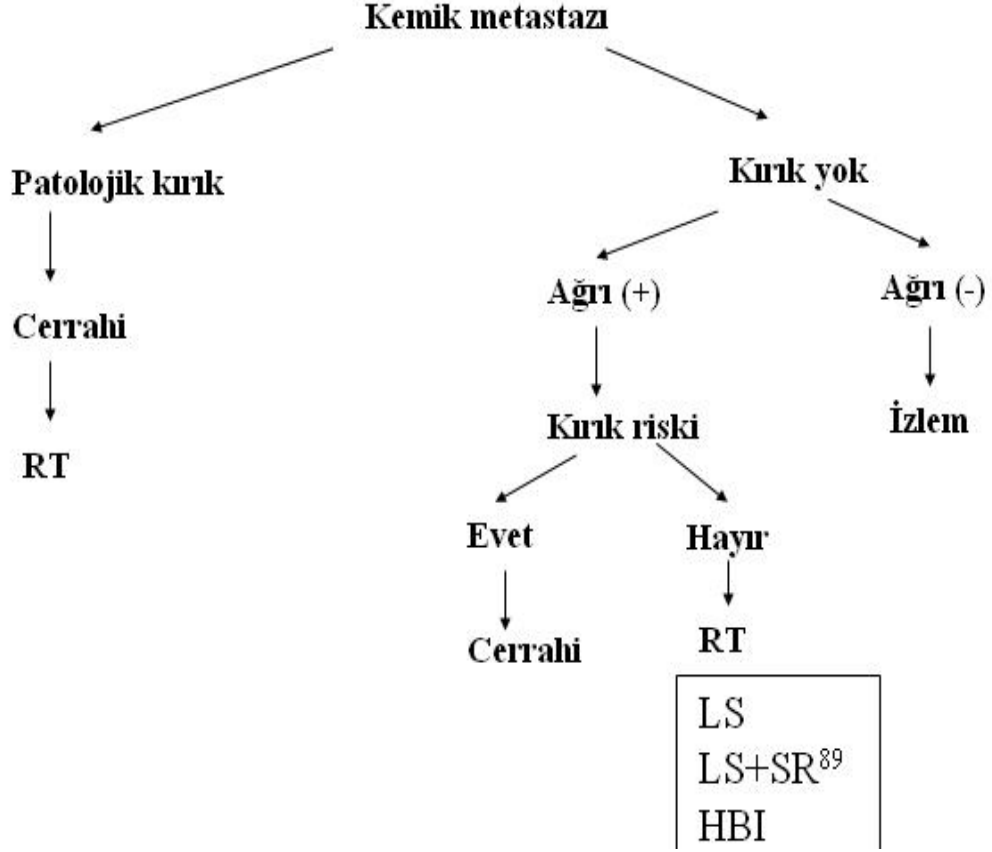 Kemik metastazı
Patolojik kırık
Kırık yok
Ağrı (+)
Ağrı (-)
Cerrahi
Kırık riski
İzlem
RT
Evet
Hayır
Cerrahi
RT
LS
LS+SR⁸⁹
HBI